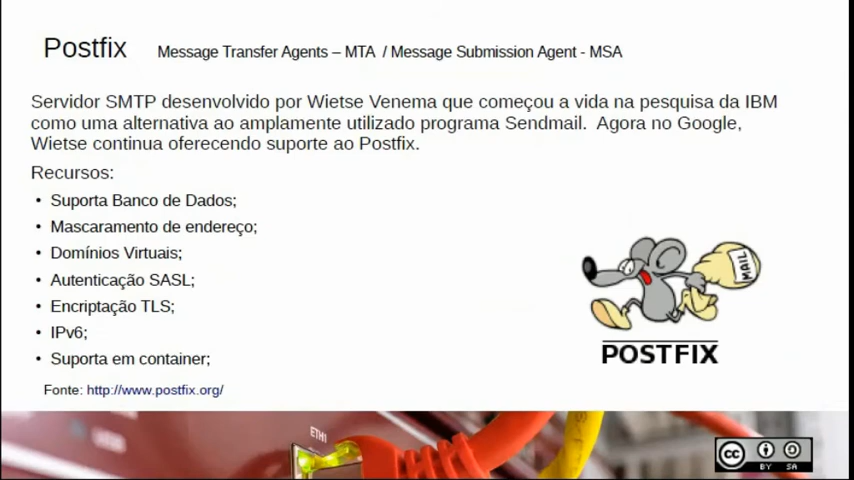 Postfix Message Transfer Agents – MTA / Message Submission Agent - MSA
Servidor SMTP desenvolvido por Wietse Venema que começou a vida na pesquisa da IBM
como uma alternativa ao amplamente utilizado programa Sendmail. Agora no Google,
Wietse continua oferecendo suporte ao Postfix.
Recursos:
• Suporta Banco de Dados;
• Mascaramento de endereço;
• Domínios Virtuais;
• Autenticação SASL;
• Encriptação TLS;
• IPv6;
• Suporta em container;
MAIL
POSTFIX
Fonte: http://www.postfix.org/
ETH1
cc
BY SA